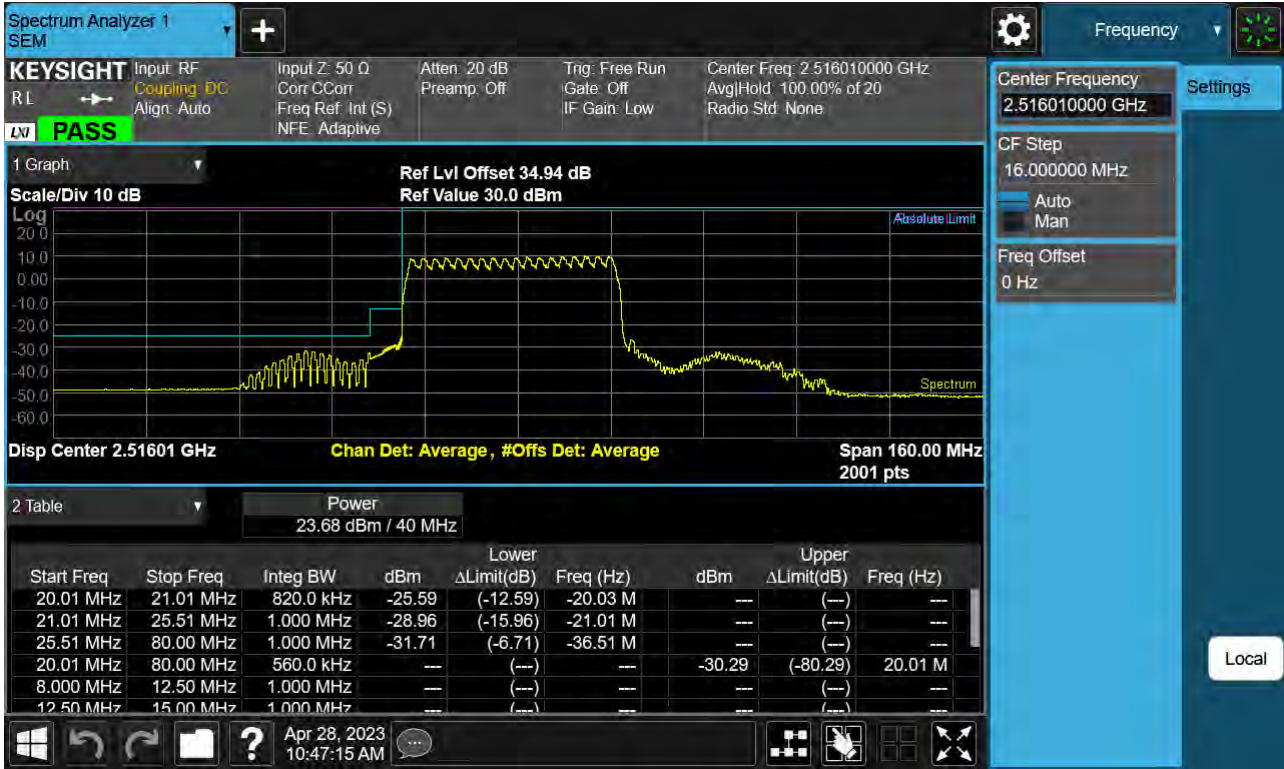 Spectrum Analyzer 1
SEM
Frequency
KEYSIGHT
R L
LXI
PASS
Input: RF
Coupling: DC
Align: Auto
Input Z: 50 Ω
Corr CCorr
Freq Ref: Int (S)
NFE: Adaptive
Atten: 20 dB
Preamp: Off
Trig: Free Run
Gate: Off
IF Gain: Low
Center Freq: 2.516010000 GHz
Avg|Hold: 100.00% of 20
Radio Std: None
Center Frequency
2.516010000 GHz
Settings
CF Step
16.000000 MHz
Auto
Man
Freq Offset
0 Hz
Local
1 Graph
Scale/Div 10 dB
Ref Lvl Offset 34.94 dB
Ref Value 30.0 dBm
Log
20.0
10.0
0.00
-10.0
-20.0
-30.0
-40.0
-50.0
-60.0
Limit
Spectrum
Disp Center 2.51601 GHz
Chan Det: Average, #Offs Det: Average
Span 160.00 MHz
2001 pts
2 Table
Power
23.68 dBm / 40 MHz
Lower Upper
Start Freq Stop Freq Integ BW dBm ΔLimit(dB) Freq (Hz) dBm ΔLimit(dB) Freq (Hz)
20.01 MHz 21.01 MHz 820.0 kHz -25.59 (-12.59) -20.03 M --- (---) ---
21.01 MHz 25.51 MHz 1.000 MHz -28.96 (-15.96) -21.01 M --- (---) ---
25.51 MHz 80.00 MHz 1.000 MHz -31.71 (-6.71) -36.51 M --- (---) ---
20.01 MHz 80.00 MHz 560.0 kHz --- (---) --- -30.29 (-80.29) 20.01 M
8.000 MHz 12.50 MHz 1.000 MHz --- (---) --- --- (---) ---
12.50 MHz 15.00 MHz 1.000 MHz --- (---) --- --- (---) ---
Apr 28, 2023
10:47:15 AM